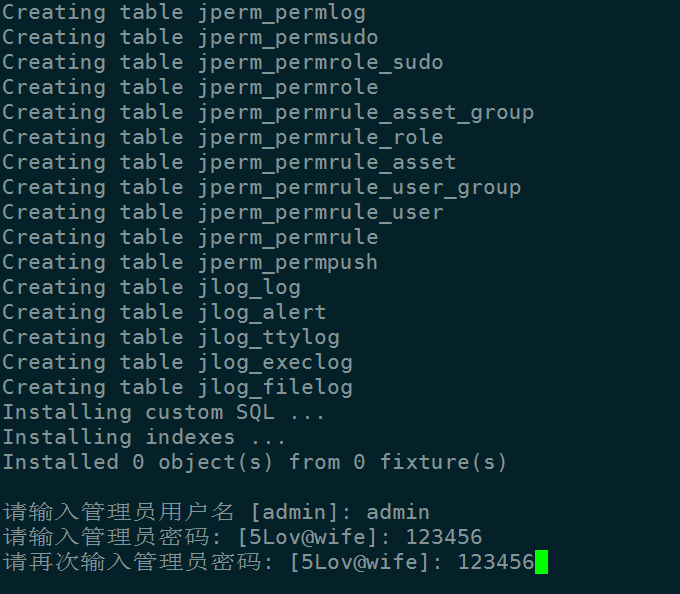 Creating table jperm_permlog
Creating table jperm_permsudo
Creating table jperm_permrole_sudo
Creating table jperm_permrole
Creating table jperm_permrule_asset_group
Creating table jperm_permrule_role
Creating table jperm_permrule_asset
Creating table jperm_permrule_user_group
Creating table jperm_permrule_user
Creating table jperm_permrule
Creating table jperm_permpush
Creating table jlog_log
Creating table jlog_alert
Creating table jlog_ttylog
Creating table jlog_execlog
Creating table jlog_filelog
Installing custom SQL ...
Installing indexes ...
Installed 0 object(s) from 0 fixture(s)
请输入管理员用户名 [admin]: admin
请输入管理员密码: [5Lov@wife]: 123456
请再次输入管理员密码: [5Lov@wife]: 123456